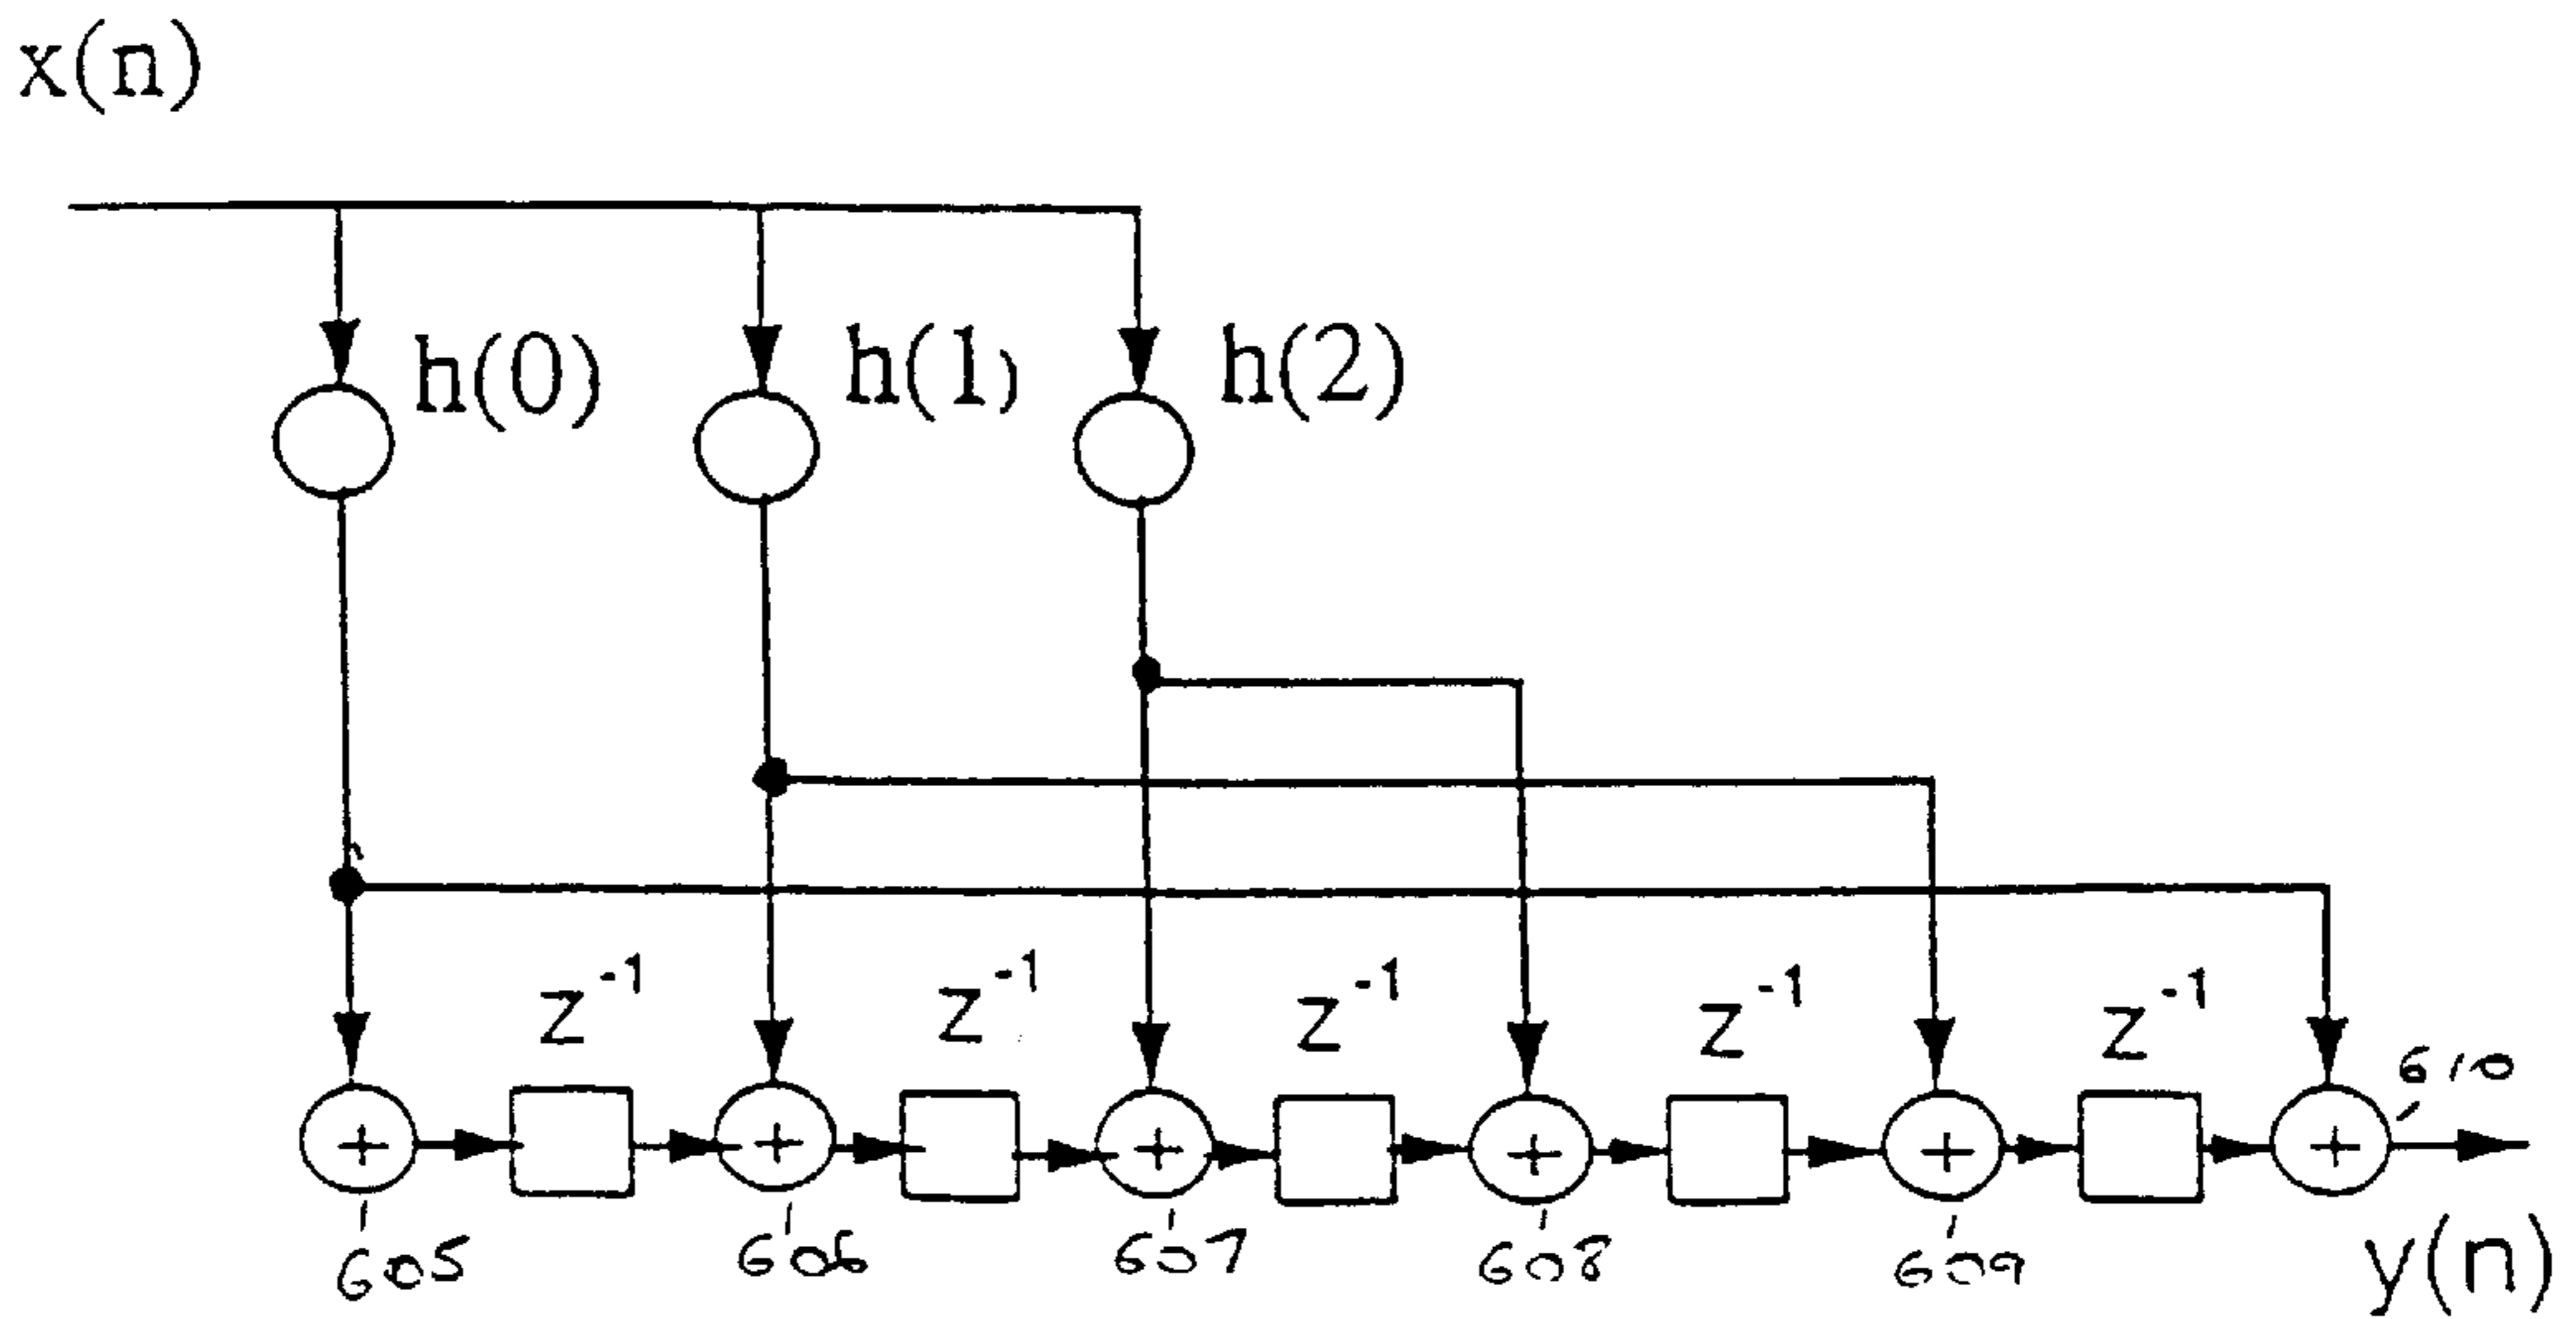 x(n)
h(0) h(1) h(2)
z^-1 z^-1 z^-1 z^-1 z^-1
610
605 606 607 608 609
y(n)